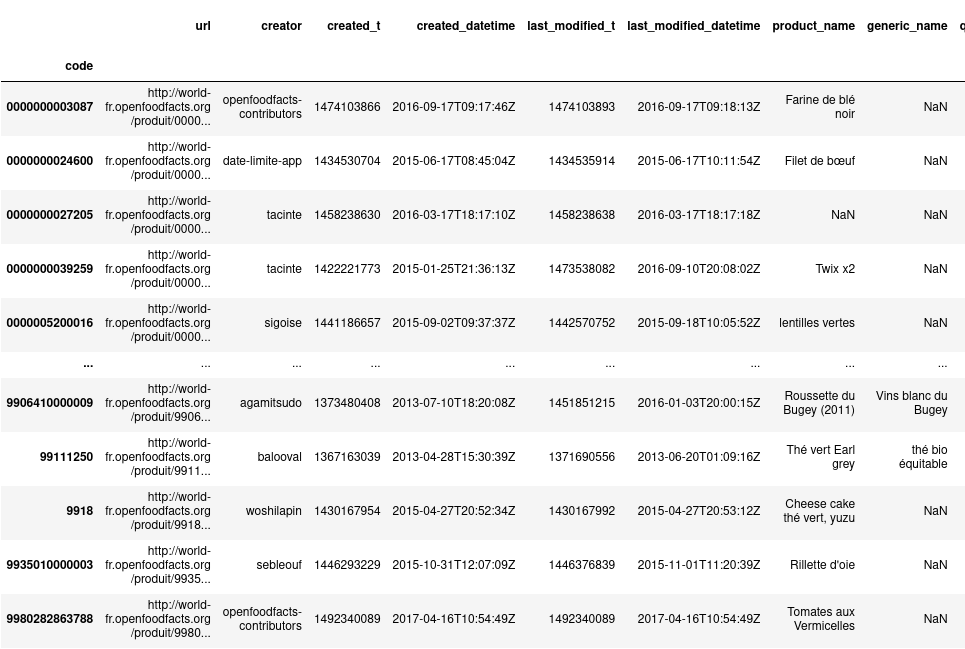 url creator created_t created_datetime last_modified_t last_modified_datetime product_name generic_name q
code
0000000003087 http://world-fr.openfoodfacts.org/produit/0000... openfoodfacts-contributors 1474103866 2016-09-17T09:17:46Z 1474103893 2016-09-17T09:18:13Z Farine de blé noir NaN
0000000024600 http://world-fr.openfoodfacts.org/produit/0000... date-limite-app 1434530704 2015-06-17T08:45:04Z 1434535914 2015-06-17T10:11:54Z Filet de bœuf NaN
0000000027205 http://world-fr.openfoodfacts.org/produit/0000... tacinte 1458238630 2016-03-17T18:17:10Z 1458238638 2016-03-17T18:17:18Z NaN NaN
0000000039259 http://world-fr.openfoodfacts.org/produit/0000... tacinte 1422221773 2015-01-25T21:36:13Z 1473538082 2016-09-10T20:08:02Z Twix x2 NaN
0000005200016 http://world-fr.openfoodfacts.org/produit/0000... sigoise 1441186657 2015-09-02T09:37:37Z 1442570752 2015-09-18T10:05:52Z lentilles vertes NaN
... ... ... ... ... ... ... ... ...
9906410000009 http://world-fr.openfoodfacts.org/produit/9906... agamitsudo 1373480408 2013-07-10T18:20:08Z 1451851215 2016-01-03T20:00:15Z Roussette du Bugey (2011) Vins blanc du Bugey
99111250 http://world-fr.openfoodfacts.org/produit/9911... balooval 1367163039 2013-04-28T15:30:39Z 1371690556 2013-06-20T01:09:16Z Thé vert Earl grey thé bio équitable
9918 http://world-fr.openfoodfacts.org/produit/9918... woshilapin 1430167954 2015-04-27T20:52:34Z 1430167992 2015-04-27T20:53:12Z Cheese cake thé vert, yuzu NaN
9935010000003 http://world-fr.openfoodfacts.org/produit/9935... sebleouf 1446293229 2015-10-31T12:07:09Z 1446376839 2015-11-01T11:20:39Z Rillette d'oie NaN
9980282863788 http://world-fr.openfoodfacts.org/produit/9980... openfoodfacts-contributors 1492340089 2017-04-16T10:54:49Z 1492340089 2017-04-16T10:54:49Z Tomates aux Vermicelles NaN